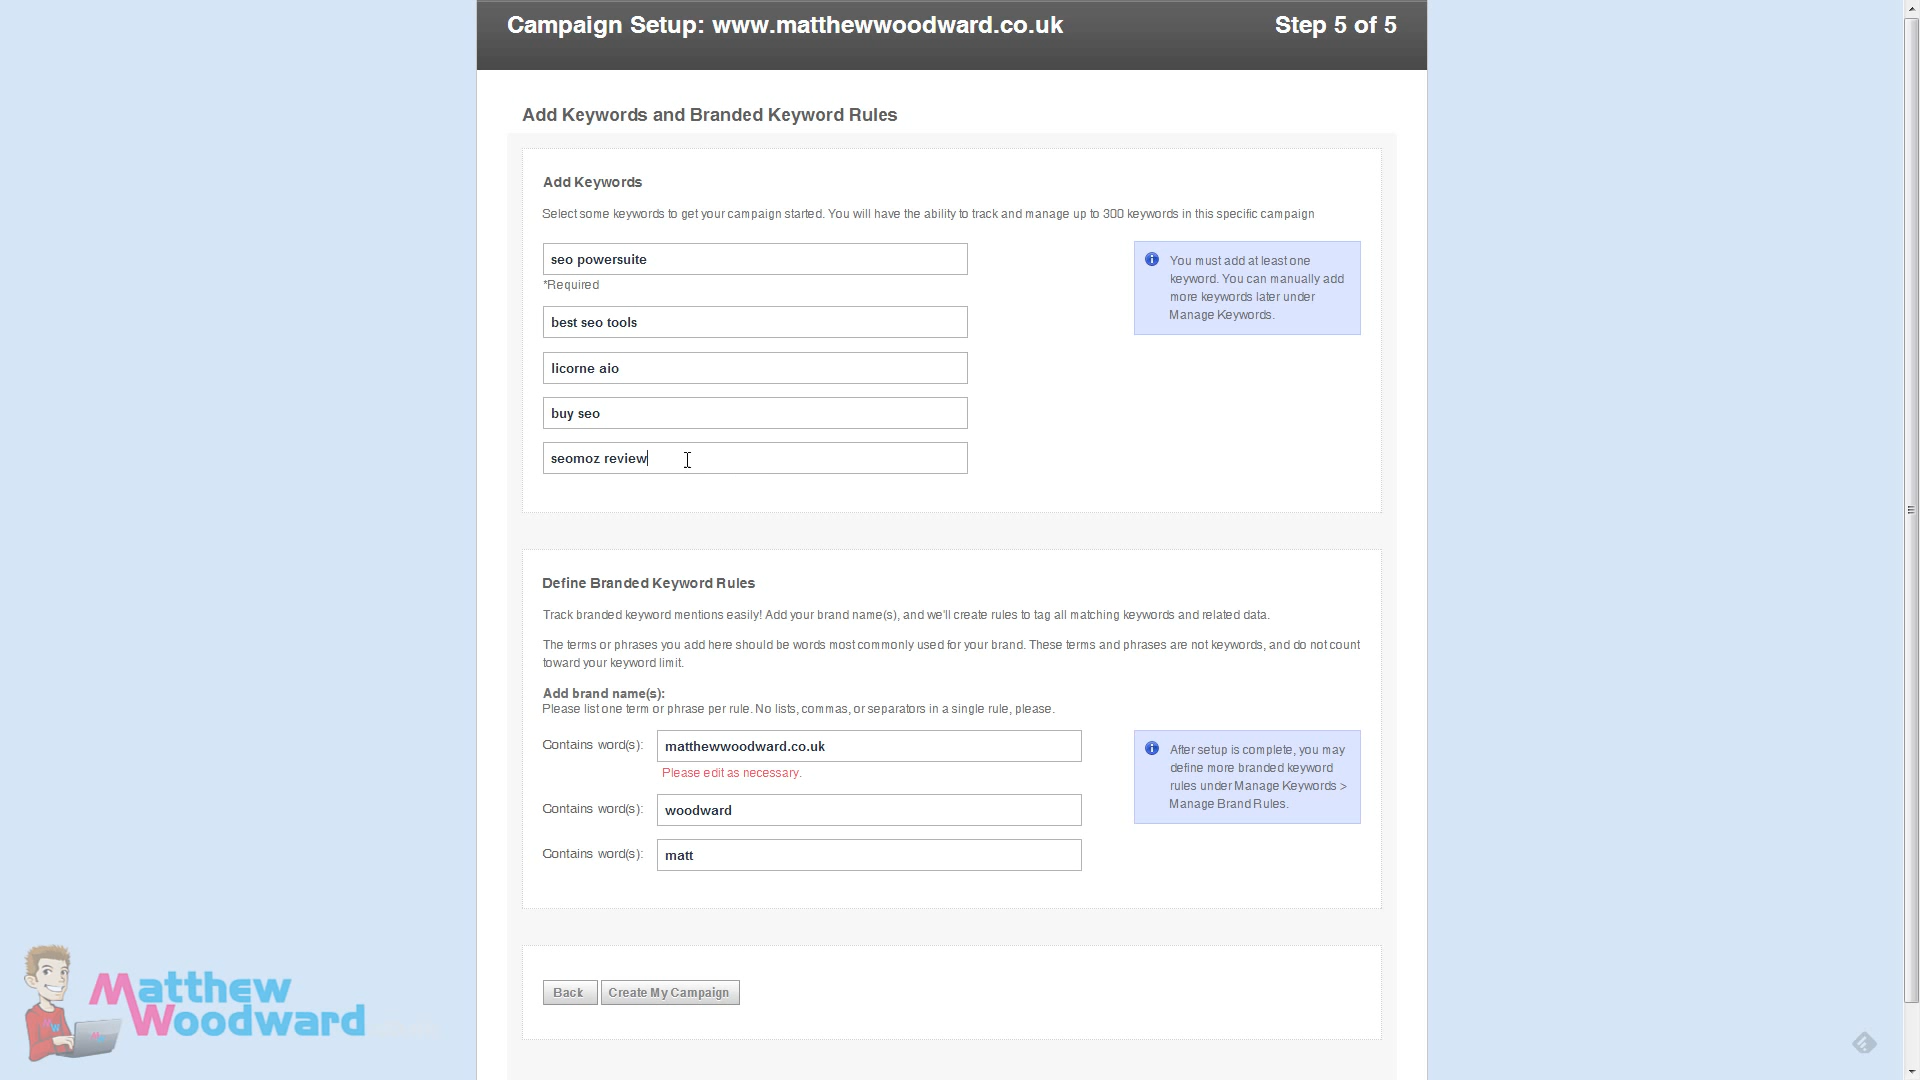 Campaign Setup: www.matthewwoodward.co.uk
Step 5 of 5
Add Keywords and Branded Keyword Rules
Add Keywords
Select some keywords to get your campaign started. You will have the ability to track and manage up to 300 keywords in this specific campaign
seo powersuite
*Required
best seo tools
licorne aio
buy seo
seomoz review
You must add at least one
keyword. You can manually add
more keywords later under
Manage Keywords.
Define Branded Keyword Rules
Track branded keyword mentions easily! Add your brand name(s), and we'll create rules to tag all matching keywords and related data.
The terms or phrases you add here should be words most commonly used for your brand. These terms and phrases are not keywords, and do not count
toward your keyword limit.
Add brand name(s):
Please list one term or phrase per rule. No lists, commas, or separators in a single rule, please.
Contains word(s): matthewwoodward.co.uk
Please edit as necessary.
Contains word(s): woodward
Contains word(s): matt
After setup is complete, you may
define more branded keyword
rules under Manage Keywords >
Manage Brand Rules.
Back
Create My Campaign
Matthew
Woodward